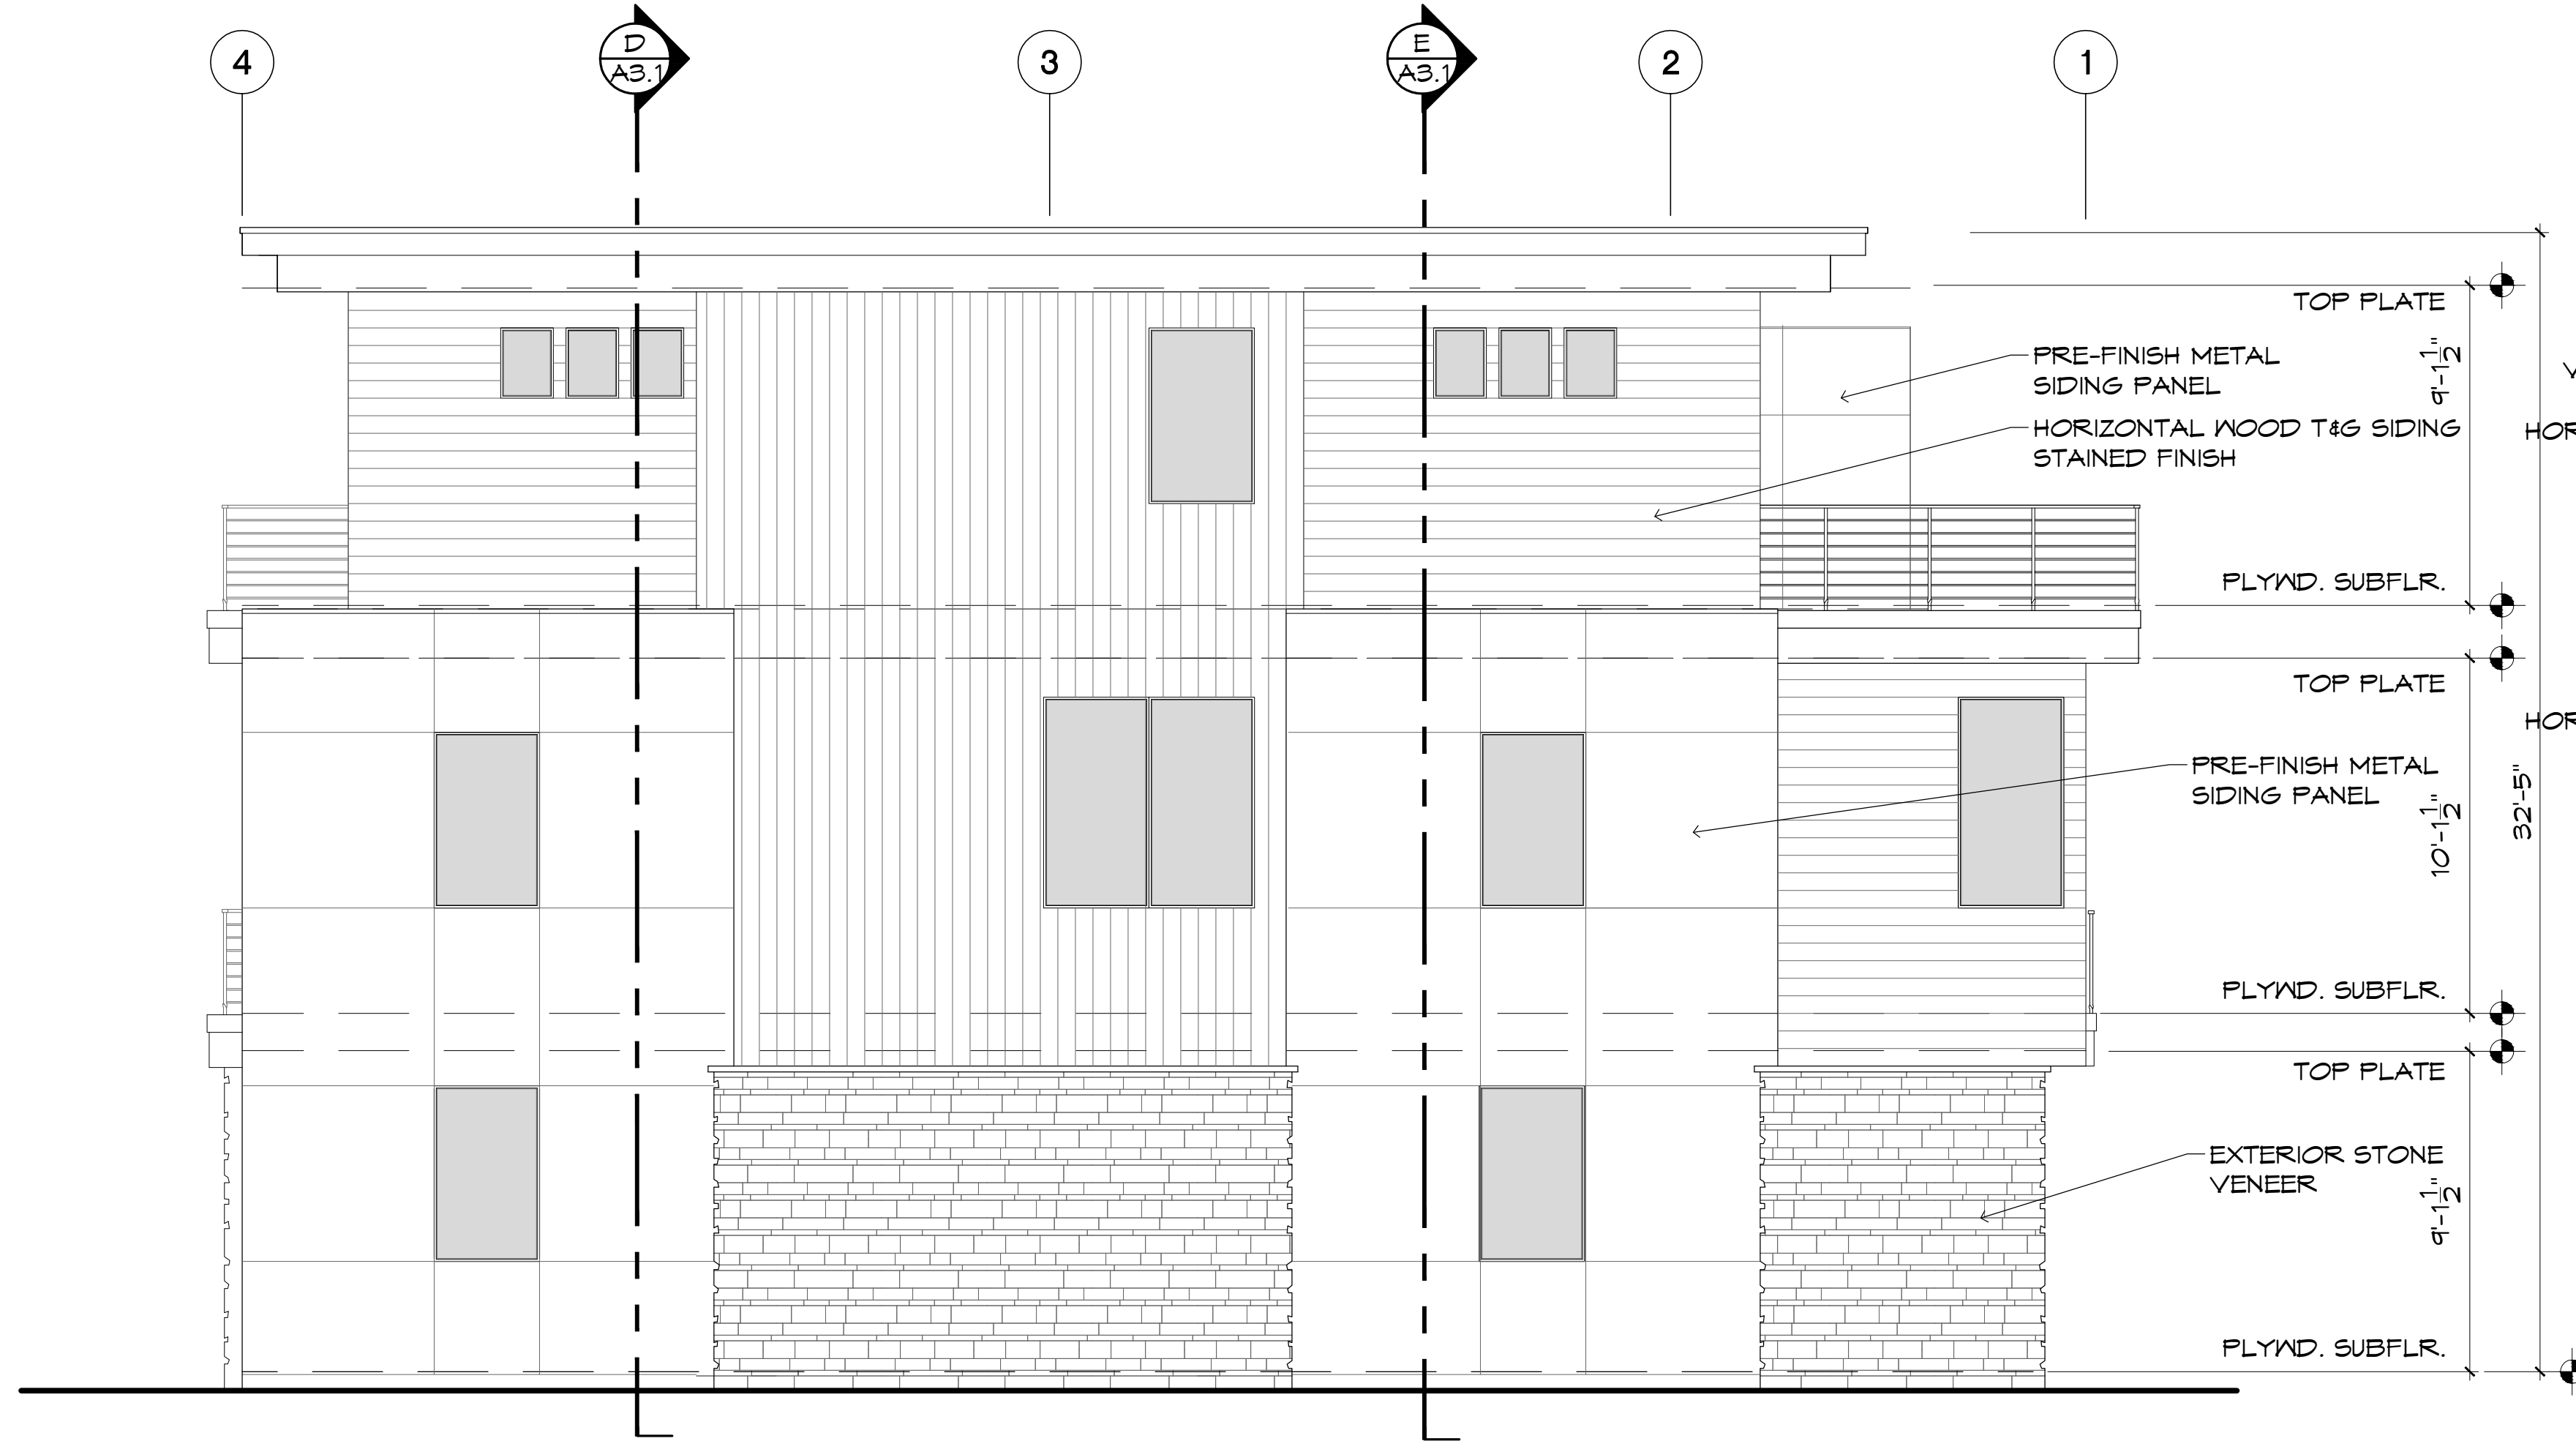 4
D
A3.1
3
E
A3.1
2
1
TOP PLATE
PRE-FINISH METAL
SIDING PANEL
9'-1 1/2"
HORIZONTAL WOOD T&G SIDING
STAINED FINISH
HOR
PLYWD. SUBFLR.
TOP PLATE
HOR
PRE-FINISH METAL
SIDING PANEL
10'-1 1/2"
32'-5"
PLYWD. SUBFLR.
TOP PLATE
EXTERIOR STONE
VENEER
9'-1 1/2"
PLYWD. SUBFLR.